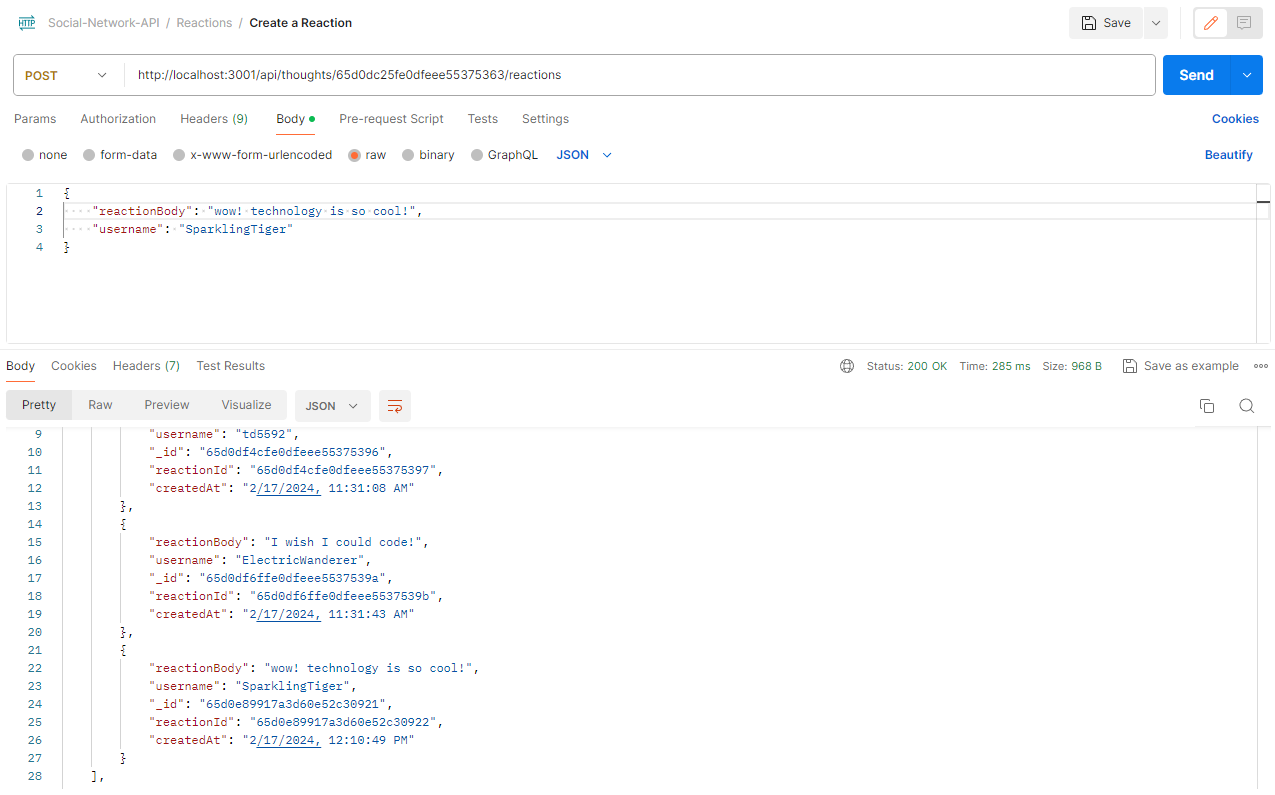 HTTP Social-Network-API / Reactions / Create a Reaction Save
POST http://localhost:3001/api/thoughts/65d0dc25fe0dfeee55375363/reactions Send
Params Authorization Headers (9) Body Pre-request Script Tests Settings Cookies
none form-data x-www-form-urlencoded raw binary GraphQL JSON Beautify
1 {
2 "reactionBody": "wow! technology is so cool!",
3 "username": "SparklingTiger"
4 }
Body Cookies Headers (7) Test Results Status: 200 OK Time: 285 ms Size: 968 B Save as example
Pretty Raw Preview Visualize JSON
9 "username": "td5592",
10 "_id": "65d0df4cfe0dfeee55375396",
11 "reactionId": "65d0df4cfe0dfeee55375397",
12 "createdAt": "2/17/2024, 11:31:08 AM"
13 },
14 {
15 "reactionBody": "I wish I could code!",
16 "username": "ElectricWanderer",
17 "_id": "65d0df6ffe0dfeee5537539a",
18 "reactionId": "65d0df6ffe0dfeee5537539b",
19 "createdAt": "2/17/2024, 11:31:43 AM"
20 },
21 {
22 "reactionBody": "wow! technology is so cool!",
23 "username": "SparklingTiger",
24 "_id": "65d0e89917a3d60e52c30921",
25 "reactionId": "65d0e89917a3d60e52c30922",
26 "createdAt": "2/17/2024, 12:10:49 PM"
27 }
28 ],